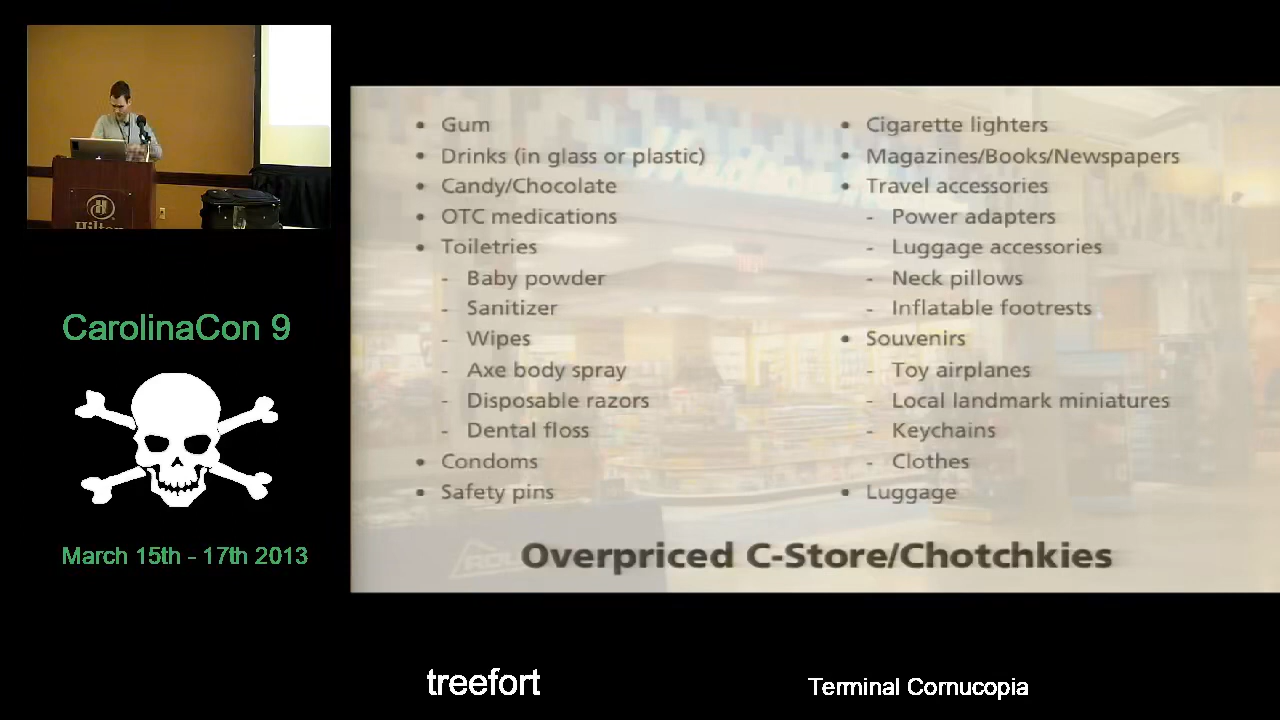 Hilton
CarolinaCon 9
March 15th - 17th 2013
• Gum
• Drinks (in glass or plastic)
• Candy/Chocolate
• OTC medications
• Toiletries
- Baby powder
- Sanitizer
- Wipes
- Axe body spray
- Disposable razors
- Dental floss
• Condoms
• Safety pins
• Cigarette lighters
• Magazines/Books/Newspapers
• Travel accessories
- Power adapters
- Luggage accessories
- Neck pillows
- Inflatable footrests
• Souvenirs
- Toy airplanes
- Local landmark miniatures
- Keychains
- Clothes
• Luggage
Overpriced C-Store/Chotchkies
treefort
Terminal Cornucopia